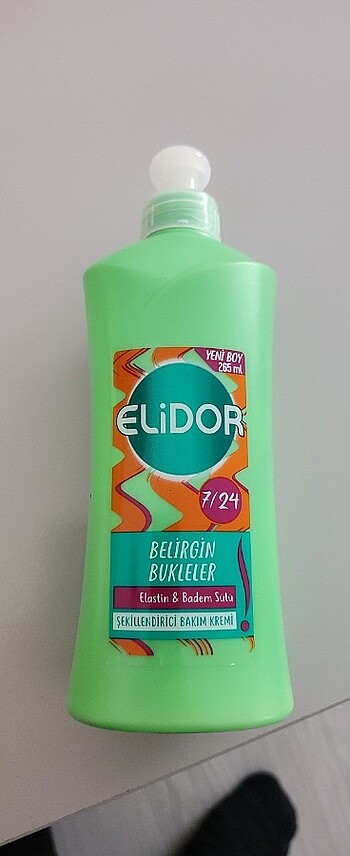 YENİ BOY
265 ml
ELiDOR
7/24
BELİRGİN
BUKLELER
Elastin & Badem Sütü
ŞEKİLLENDİRİCİ BAKIM KREMİ